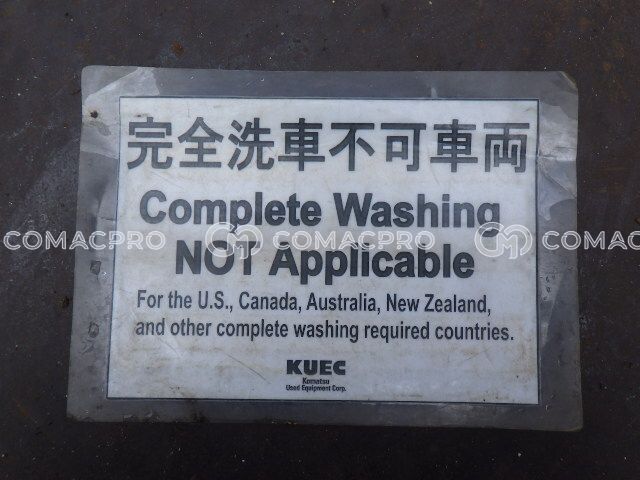 完全洗車不可車両
Complete Washing
NOT Applicable
COMACPRO COMACPRO COMACPRO
For the U.S., Canada, Australia, New Zealand,
and other complete washing required countries.
KUEC
Komatsu
Used Equipment Corp.